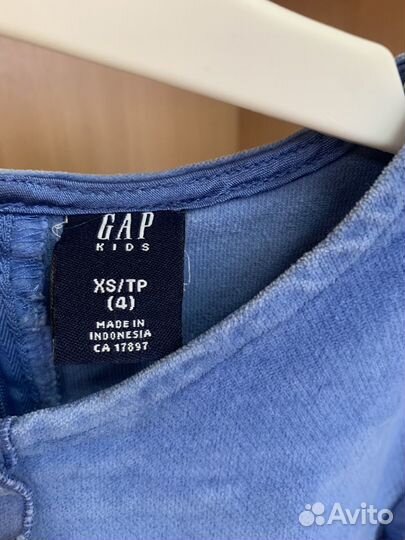 GAP
KIDS
XS/TP
(4)
MADE IN
INDONESIA
CA 17897
Avito